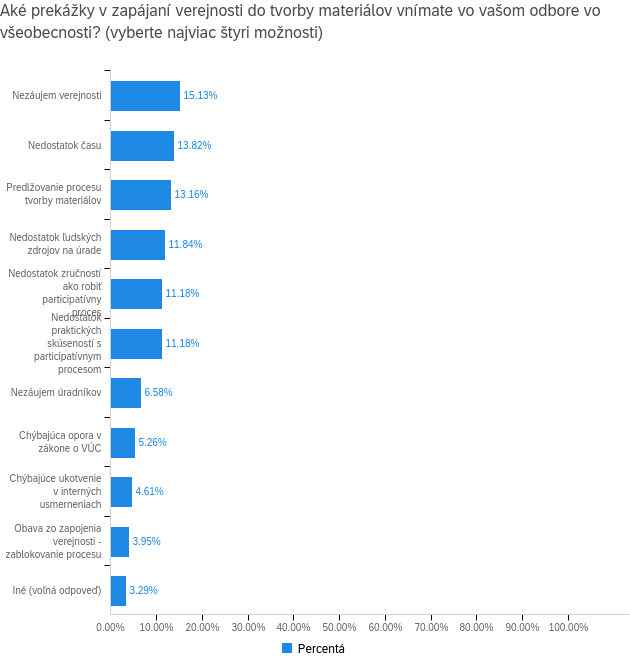 Aké prekážky v zapájaní verejnosti do tvorby materiálov vnímate vo vašom odbore vo
všeobecnosti? (vyberte najviac štyri možnosti)
Nezáujem verejnosti
15.13%
Nedostatok času
13.82%
Predlžovanie procesu
tvorby materiálov
13.16%
Nedostatok ľudských
zdrojov na úrade
11.84%
Nedostatok zručností
ako robiť
participatívny
proces
11.18%
Nedostatok
praktických
skúseností s
participatívnym
procesom
11.18%
Nezáujem úradníkov
6.58%
Chýbajúca opora v
zákone o VÚC
5.26%
Chýbajúce ukotvenie
v interných
usmerneniach
4.61%
Obava zo zapojenia
verejnosti -
zablokovanie procesu
3.95%
Iné (voľná odpoveď)
3.29%
0.00% 10.00% 20.00% 30.00% 40.00% 50.00% 60.00% 70.00% 80.00% 90.00% 100.00%
Percentá